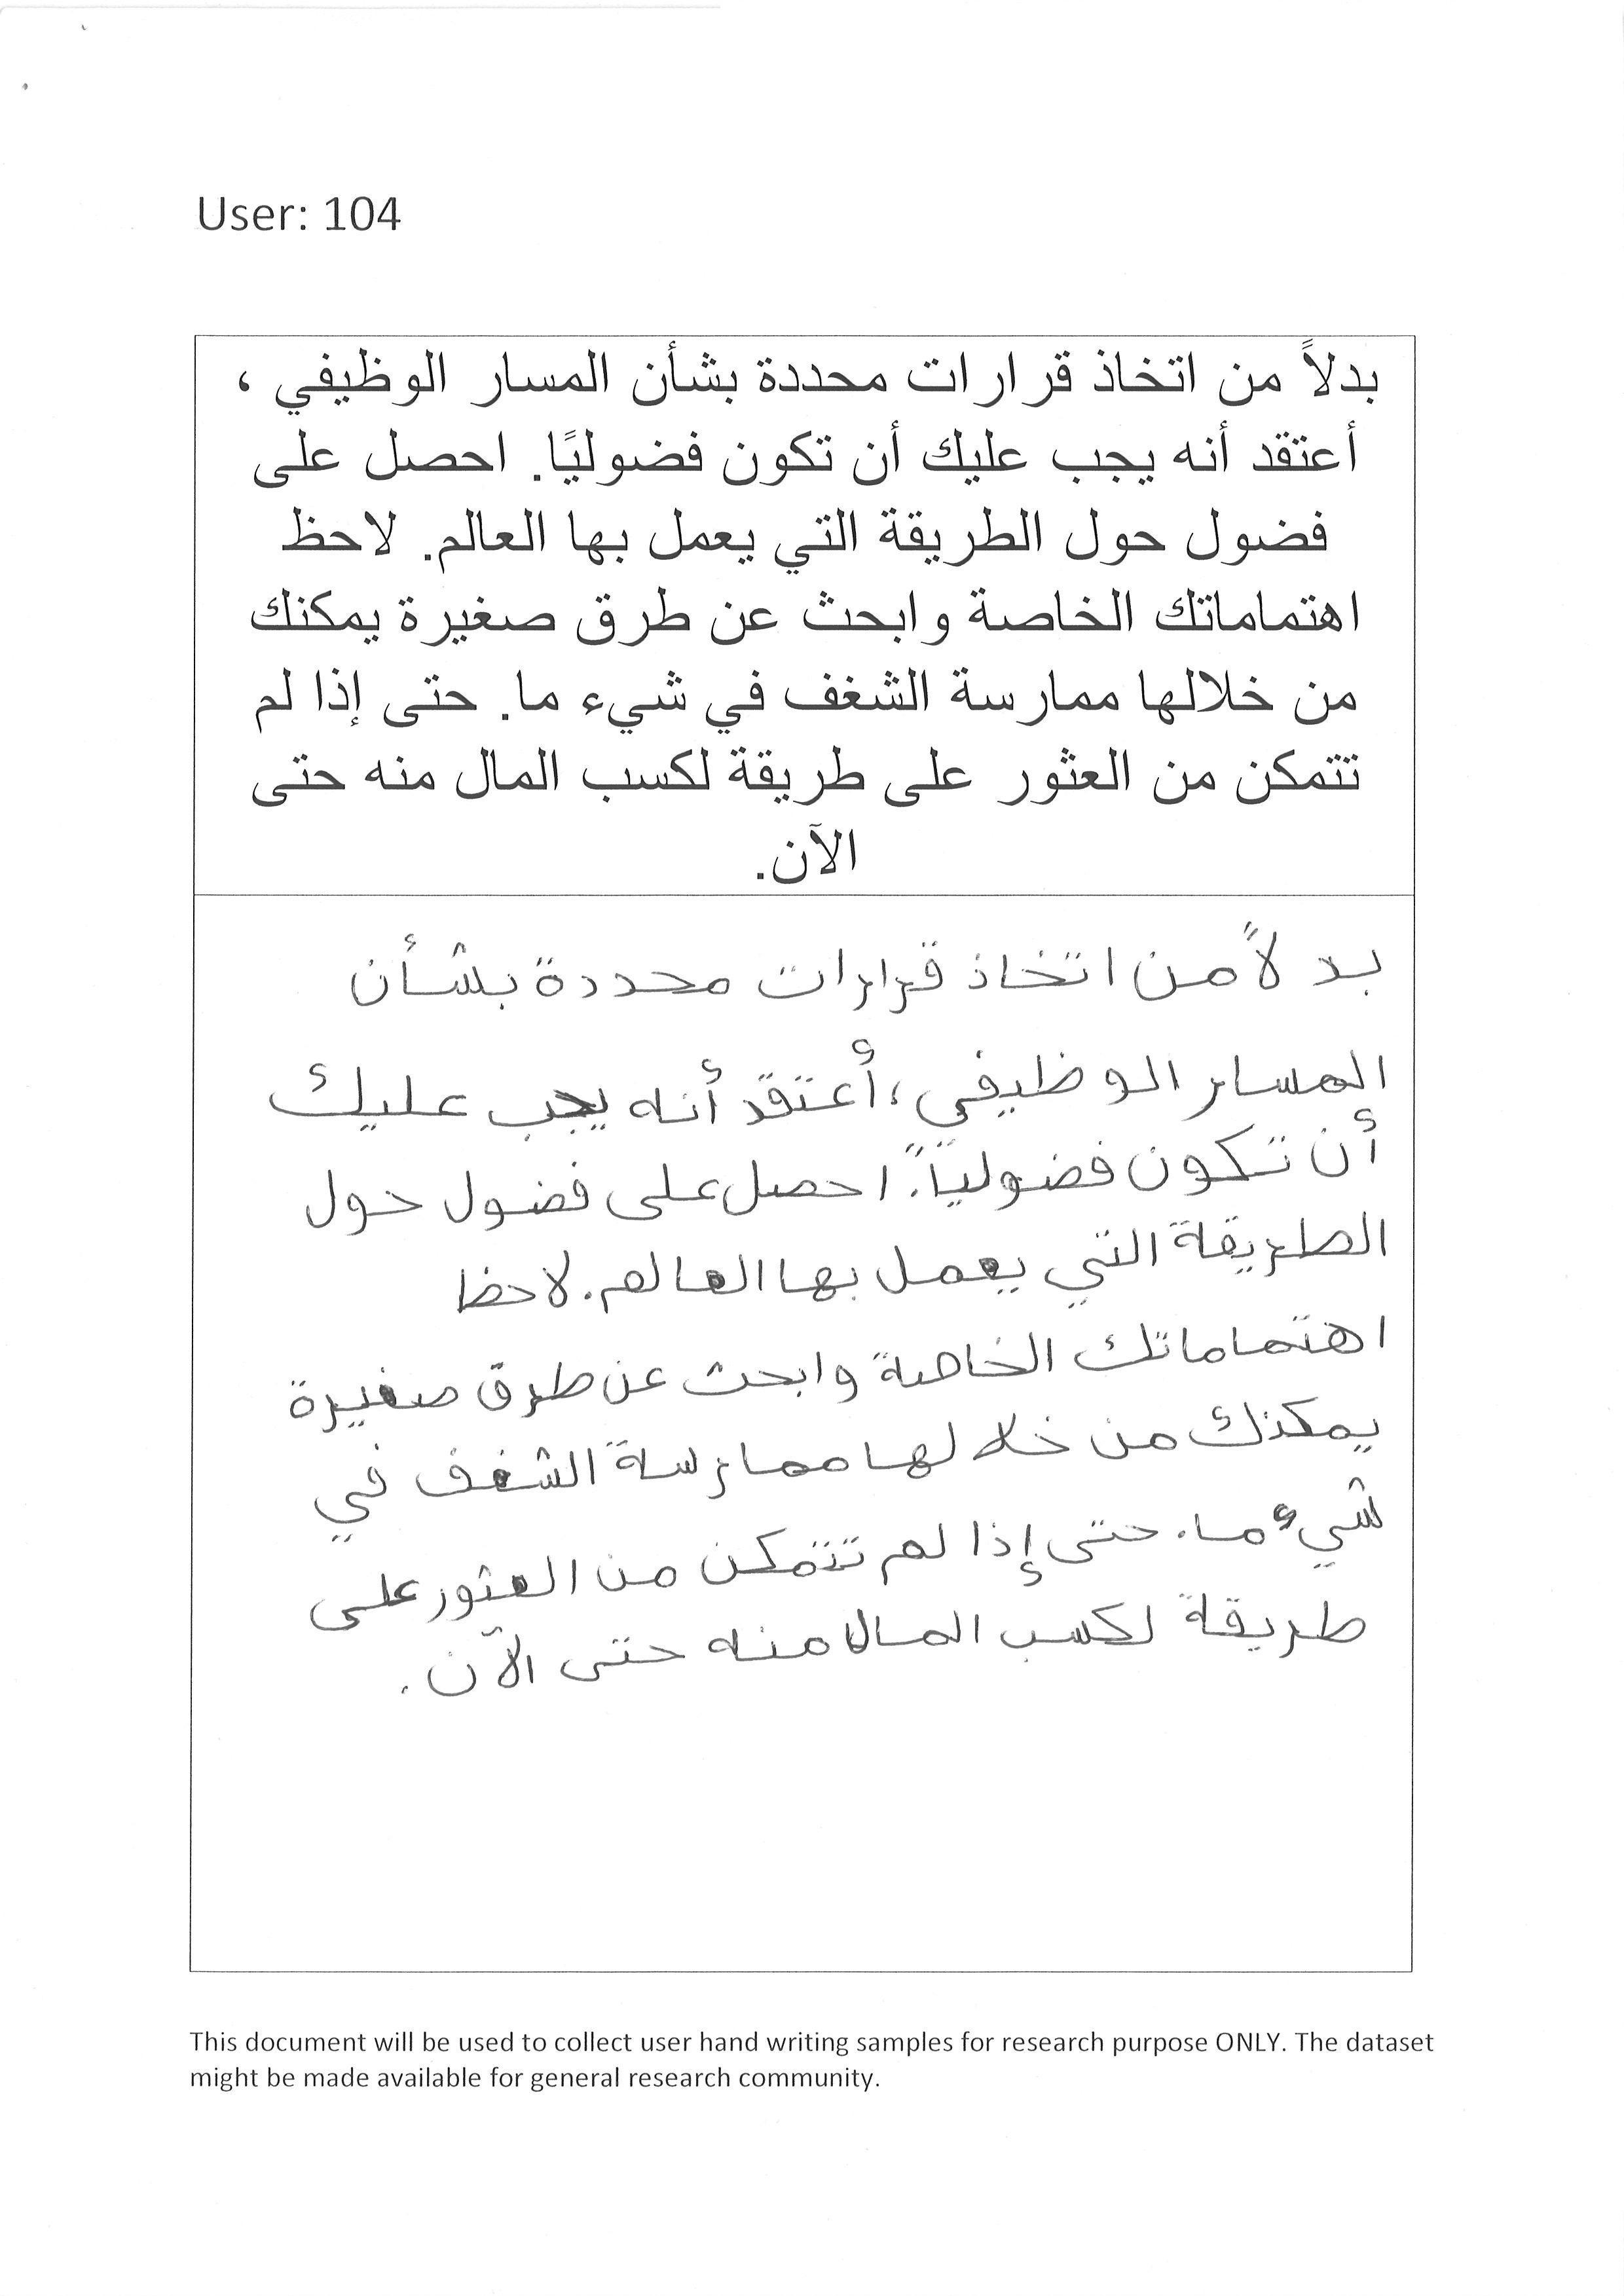 User: 104
بدلاً من اتخاذ قرارات محددة بشأن المسار الوظيفي ،
أعتقد أنه يجب عليك أن تكون فضوليًا. احصل على
فضول حول الطريقة التي يعمل بها العالم. لاحظ
اهتماماتك الخاصة وابحث عن طرق صغيرة يمكنك
من خلالها ممارسة الشغف في شيء ما. حتى إذا لم
تتمكن من العثور على طريقة لكسب المال منه حتى
الآن.
بدلاً من اتخاذ قرارات محددة بشأن
المسار الوظيفي، أعتقد أنه يجب عليك
أن تكون فضولياً. احصل على فضول حول
الطريقة التي يعمل بها العالم. لاحظ
اهتماماتك الخاصة وابحث عن طرق صغيرة
يمكنك من خلالها ممارسة الشغف في
شيء ما. حتى إذا لم تتمكن من العثور على
طريقة لكسب المال منه حتى الآن.
This document will be used to collect user hand writing samples for research purpose ONLY. The dataset
might be made available for general research community.